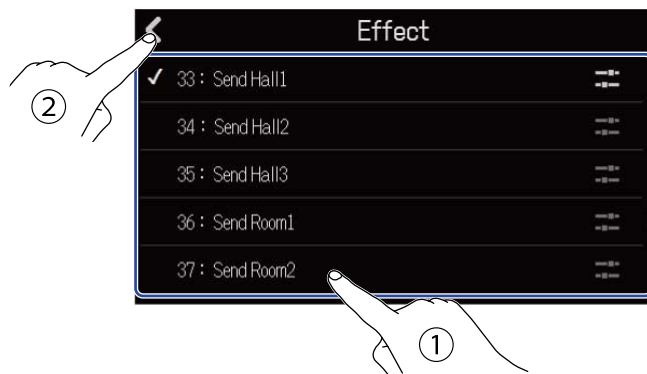 Effect
33: Send Hall1
34: Send Hall2
35: Send Hall3
36: Send Room1
37: Send Room2
②
①